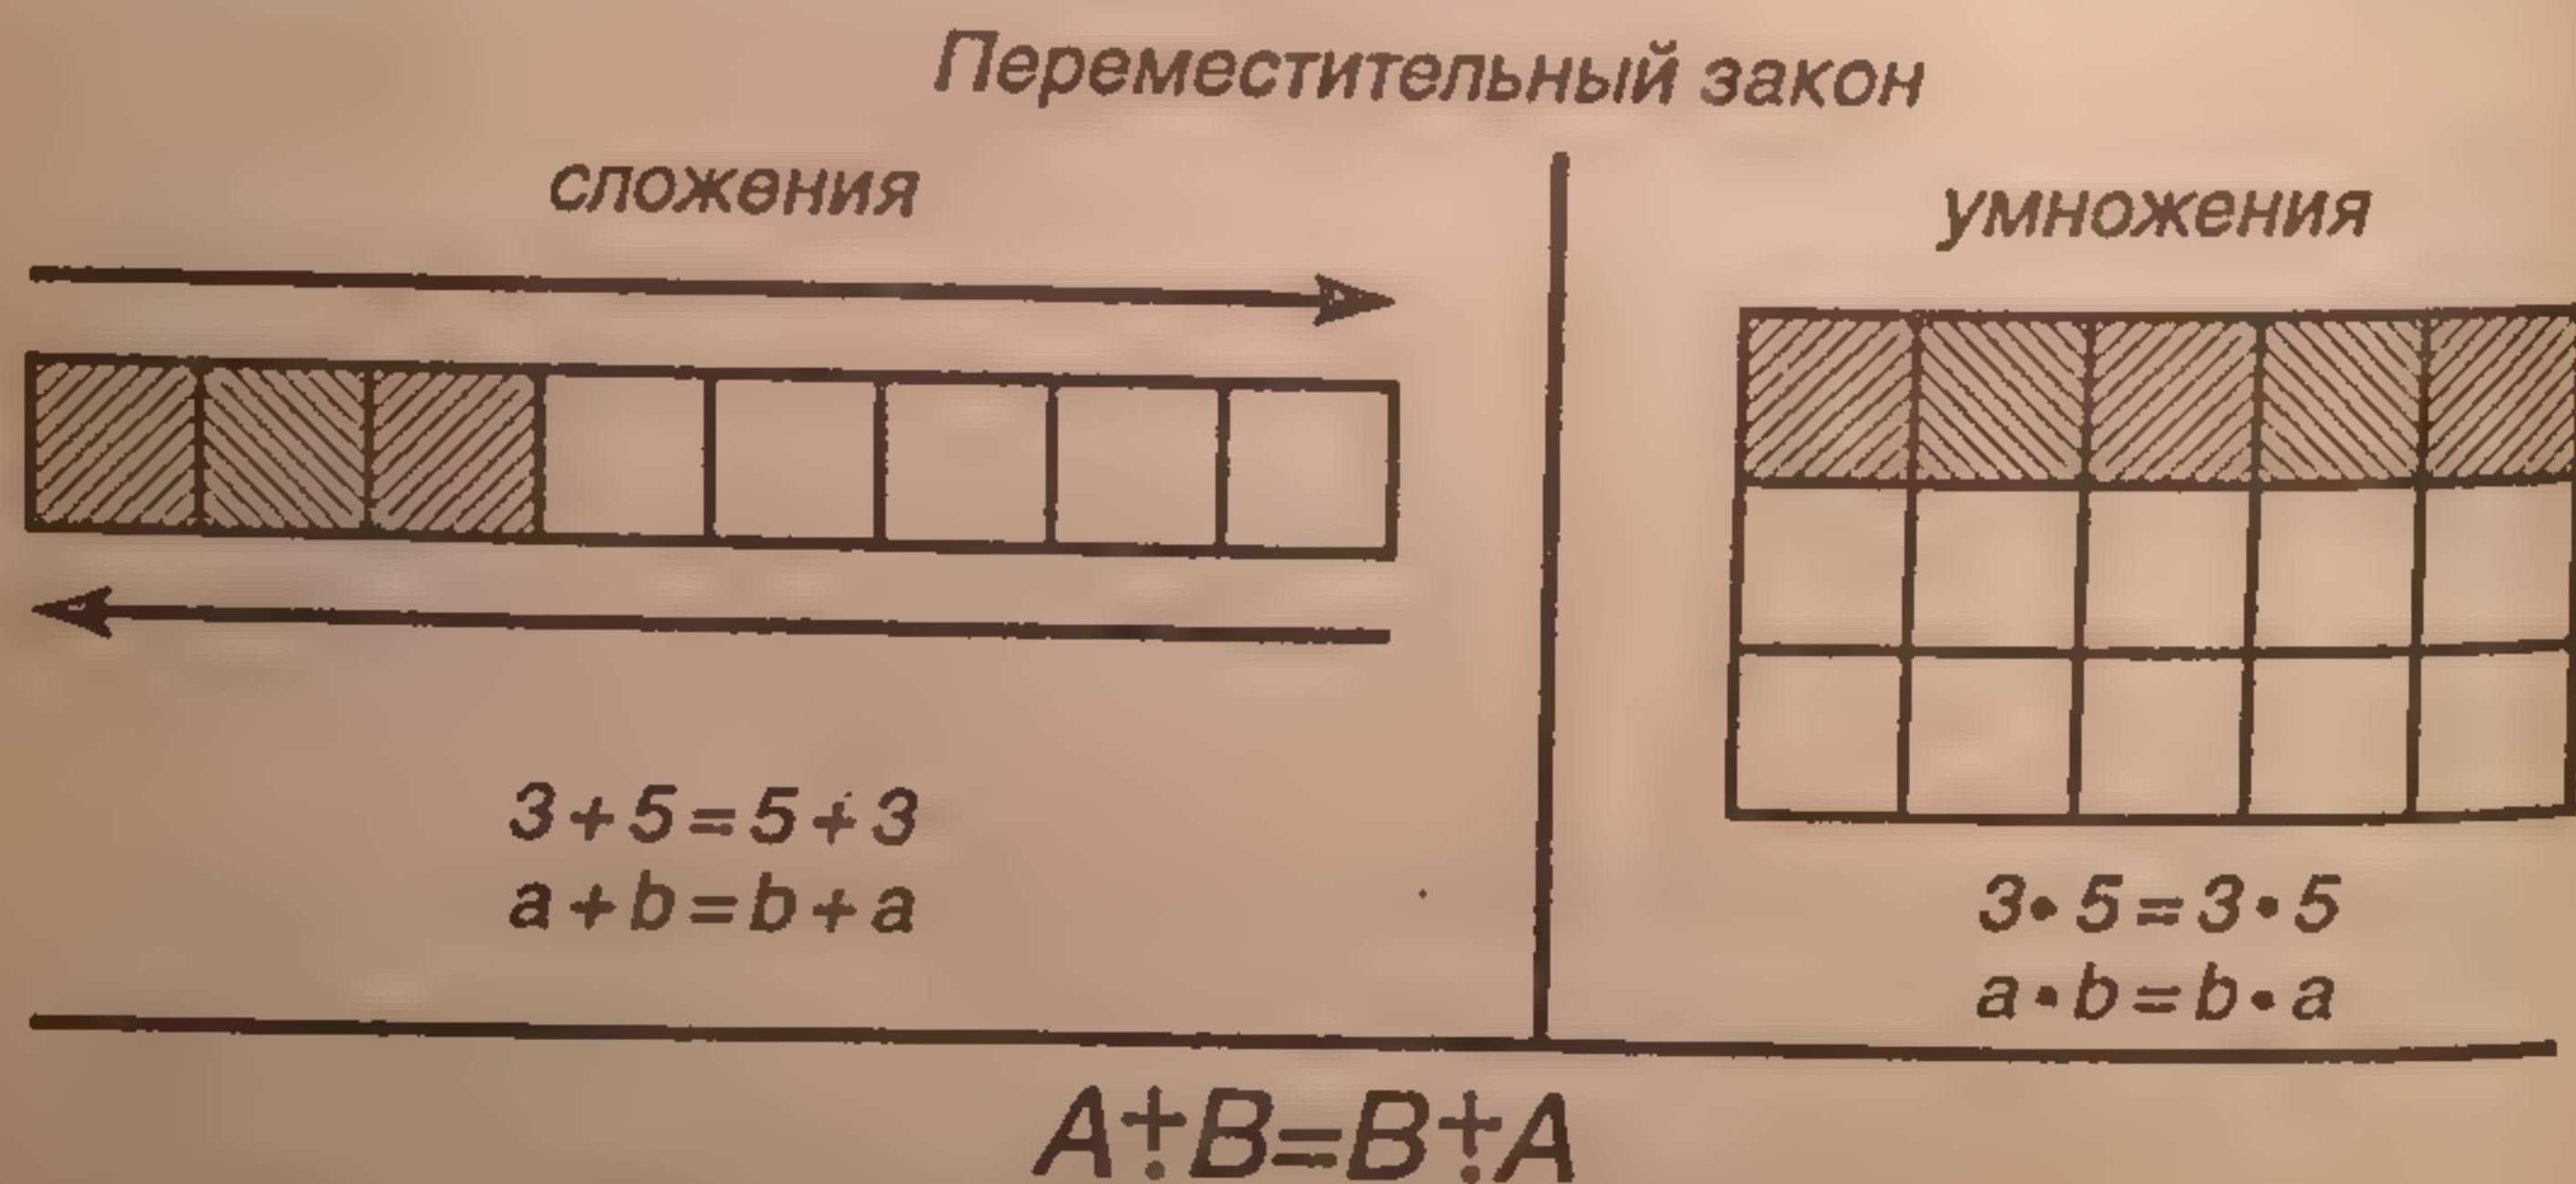 Переместительный закон
сложения
умножения
3+5=5+3
a+b=b+a
3•5=3•5
a•b=b•a
A∔B=B∔A